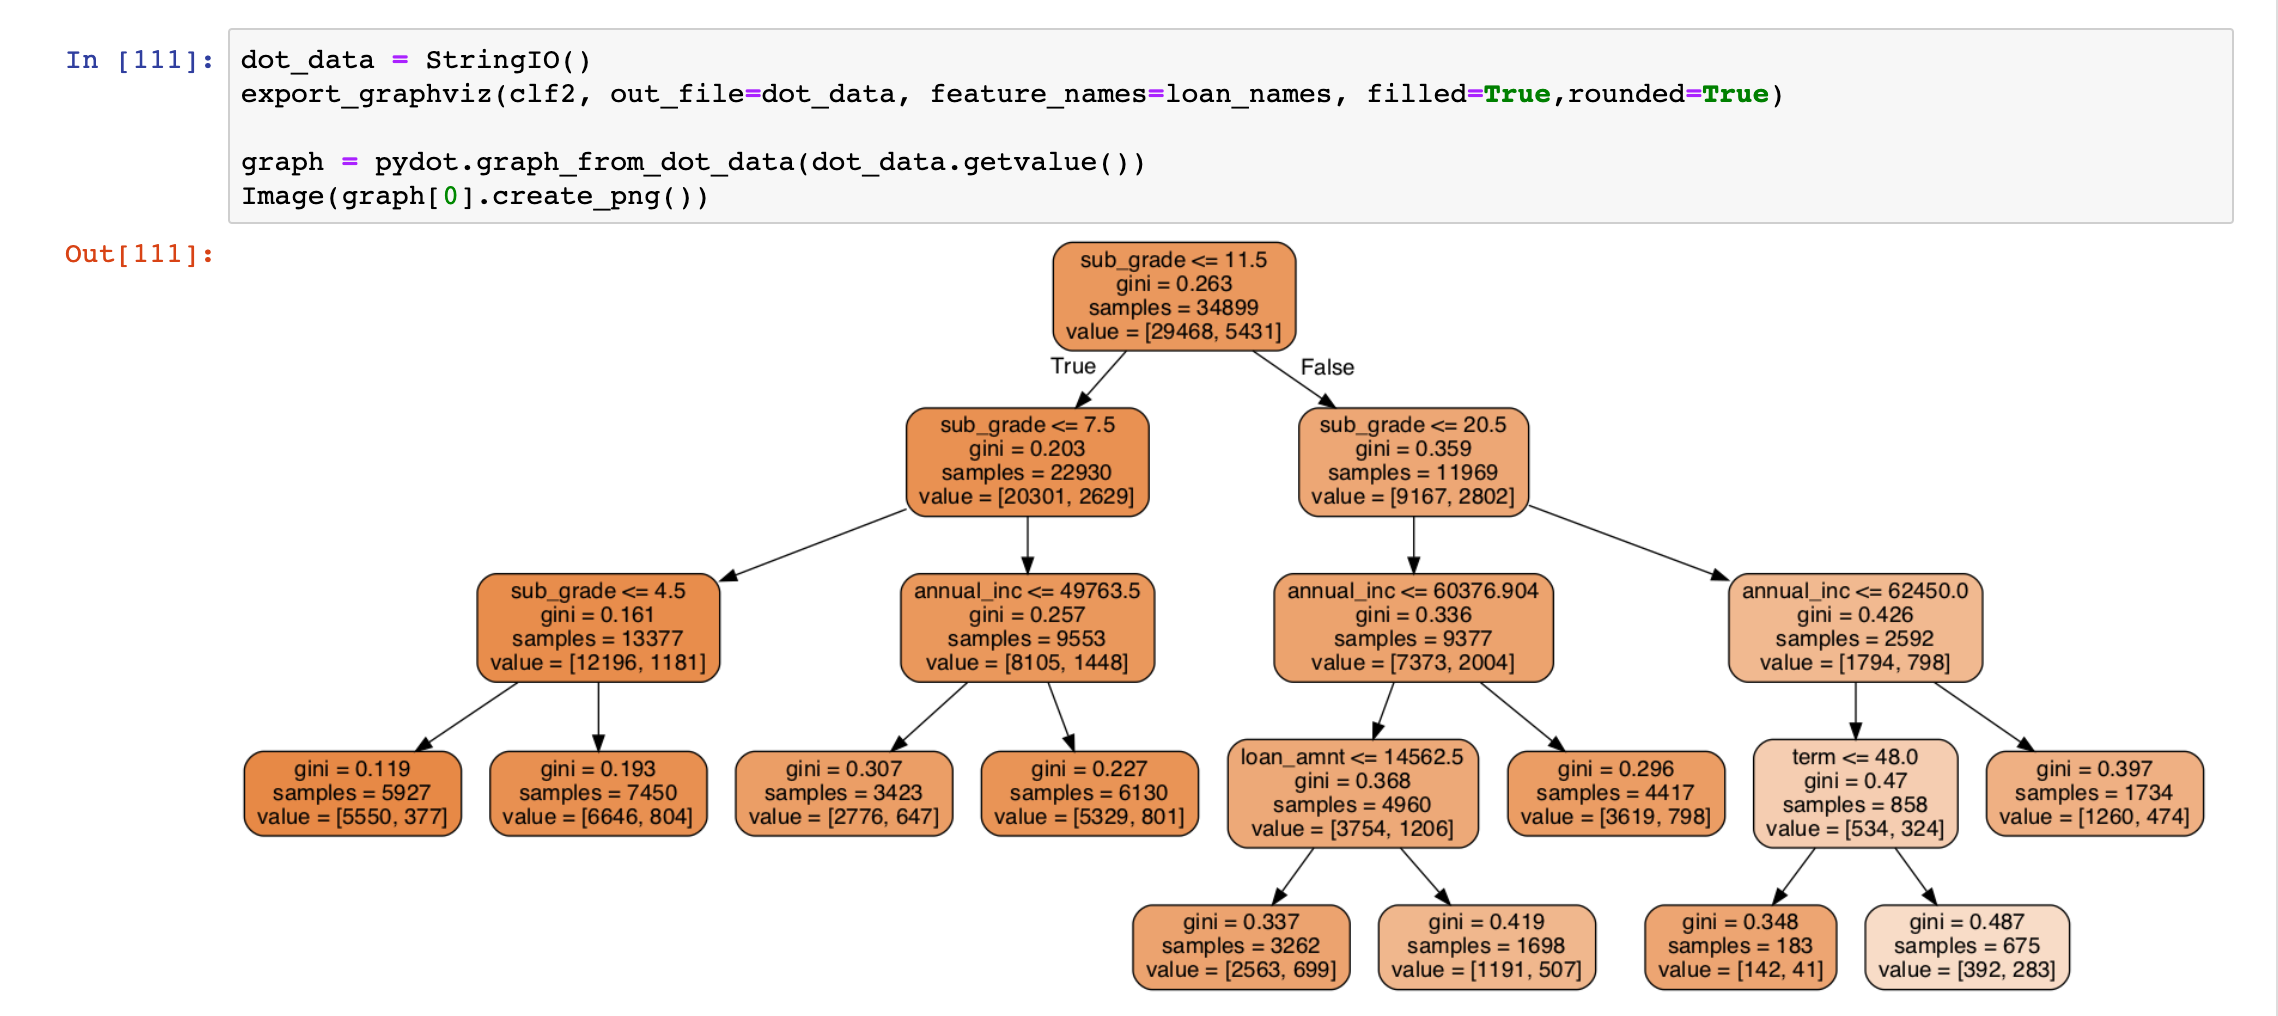 In [111]:
dot_data = StringIO()
export_graphviz(clf2, out_file=dot_data, feature_names=loan_names, filled=True,rounded=True)
graph = pydot.graph_from_dot_data(dot_data.getvalue())
Image(graph[0].create_png())
Out[111]:
sub_grade <= 11.5
gini = 0.263
samples = 34899
value = [29468, 5431]
True
False
sub_grade <= 7.5
gini = 0.203
samples = 22930
value = [20301, 2629]
sub_grade <= 20.5
gini = 0.359
samples = 11969
value = [9167, 2802]
sub_grade <= 4.5
gini = 0.161
samples = 13377
value = [12196, 1181]
annual_inc <= 49763.5
gini = 0.257
samples = 9553
value = [8105, 1448]
annual_inc <= 60376.904
gini = 0.336
samples = 9377
value = [7373, 2004]
annual_inc <= 62450.0
gini = 0.426
samples = 2592
value = [1794, 798]
gini = 0.119
samples = 5927
value = [5550, 377]
gini = 0.193
samples = 7450
value = [6646, 804]
gini = 0.307
samples = 3423
value = [2776, 647]
gini = 0.227
samples = 6130
value = [5329, 801]
loan_amnt <= 14562.5
gini = 0.368
samples = 4960
value = [3754, 1206]
gini = 0.296
samples = 4417
value = [3619, 798]
term <= 48.0
gini = 0.47
samples = 858
value = [534, 324]
gini = 0.397
samples = 1734
value = [1260, 474]
gini = 0.337
samples = 3262
value = [2563, 699]
gini = 0.419
samples = 1698
value = [1191, 507]
gini = 0.348
samples = 183
value = [142, 41]
gini = 0.487
samples = 675
value = [392, 283]